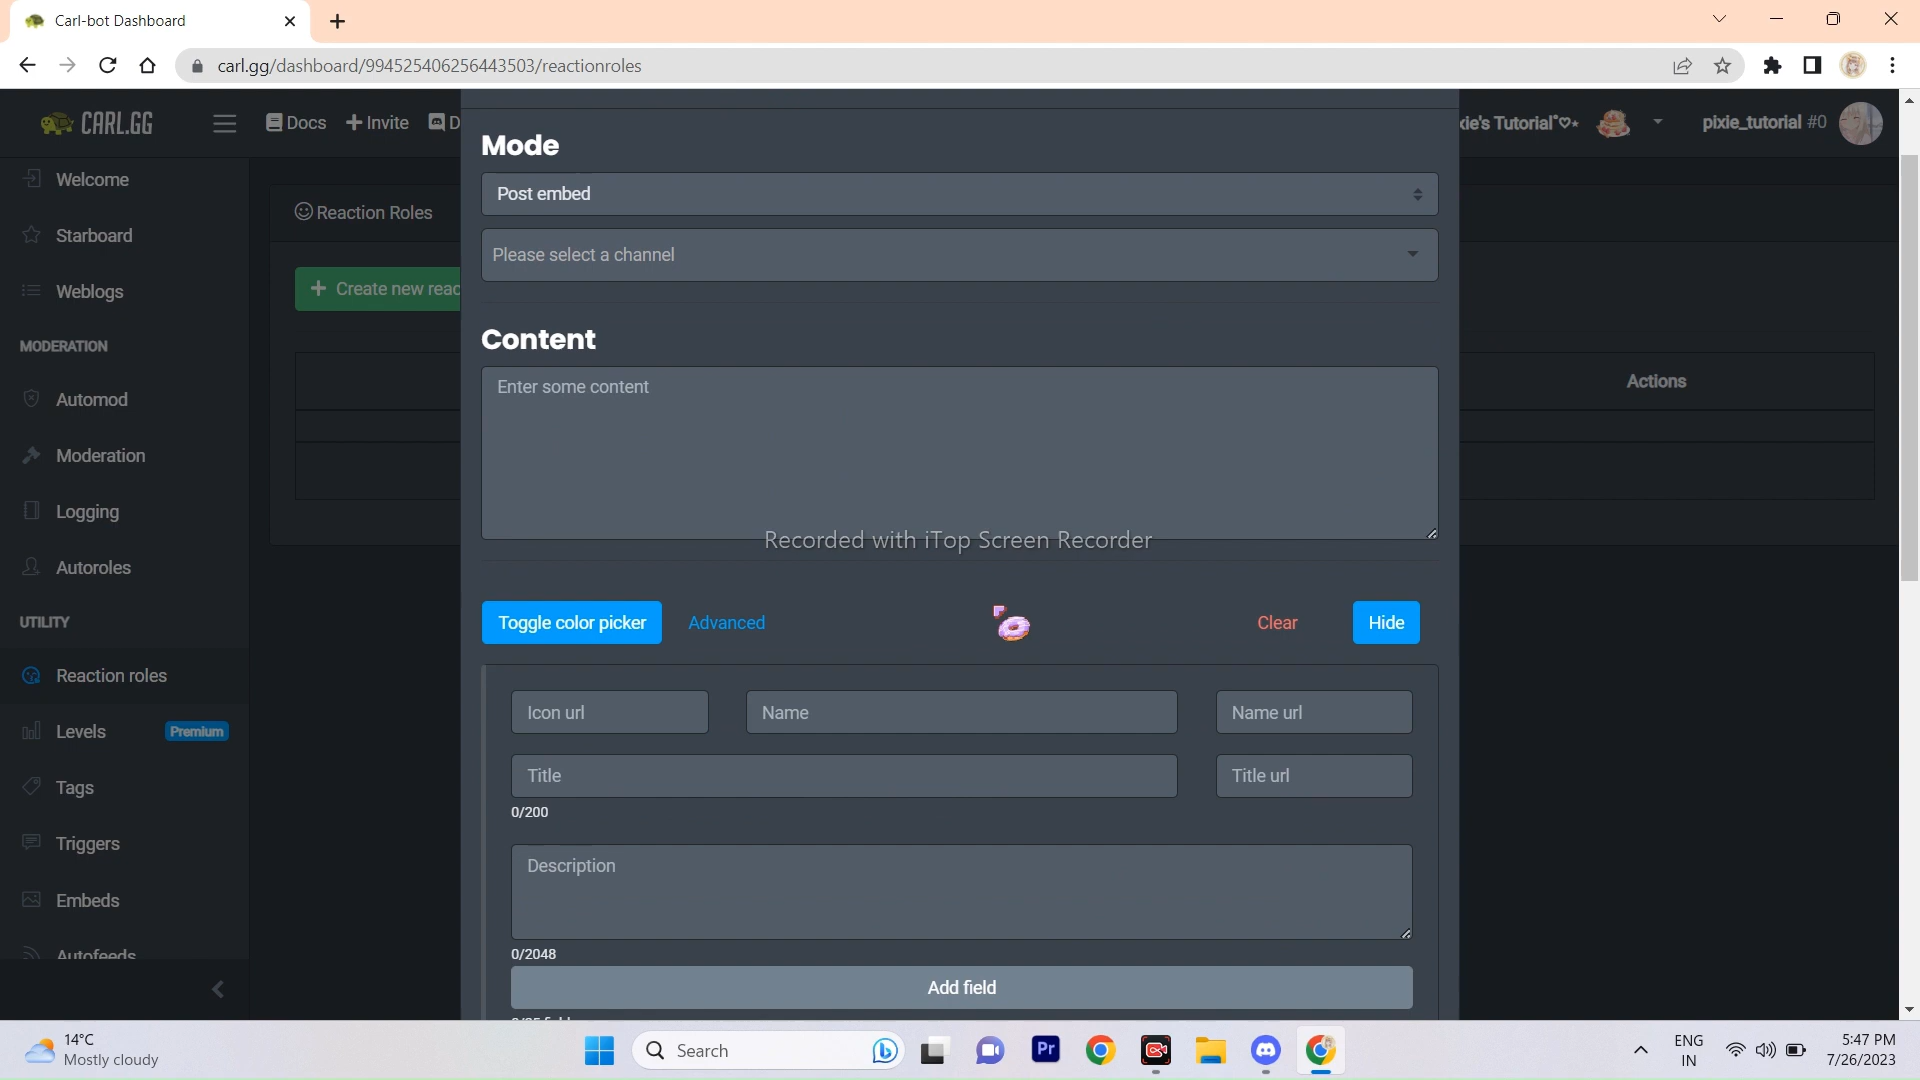 Carl-bot Dashboard
carl.gg/dashboard/994525406256443503/reactionroles
CARL.GG
Docs
Invite
D
kie's Tutorial˚♡⋆
pixie_tutorial #0
Welcome
Starboard
Weblogs
MODERATION
Automod
Moderation
Logging
Autoroles
UTILITY
Reaction roles
Levels
Premium
Tags
Triggers
Embeds
Autofeeds
Reaction Roles
Create new reac
Actions
Mode
Post embed
Please select a channel
Content
Enter some content
Recorded with iTop Screen Recorder
Toggle color picker
Advanced
Clear
Hide
Icon url
Name
Name url
Title
Title url
0/200
Description
0/2048
Add field
14°C
Mostly cloudy
Search
Pr
ENG
IN
5:47 PM
7/26/2023